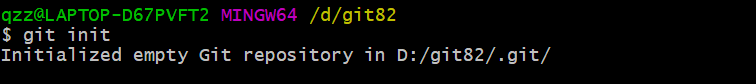 qzz@LAPTOP-D67PVFT2 MINGW64 /d/git82
$ git init
Initialized empty Git repository in D:/git82/.git/